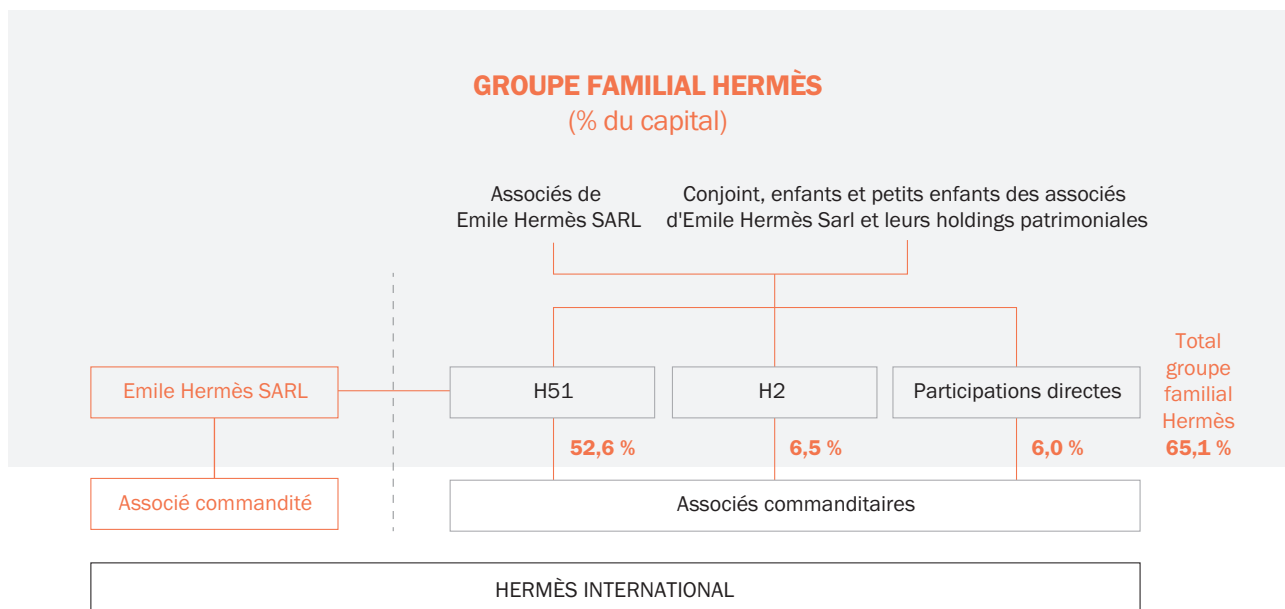 GROUPE FAMILIAL HERMÈS
(% du capital)
Associés de
Emile Hermès SARL
Conjoint, enfants et petits enfants des associés
d'Emile Hermès Sarl et leurs holdings patrimoniales
Emile Hermès SARL
H51
H2
Participations directes
Total
groupe
familial
Hermès
65,1 %
52,6 %
6,5 %
6,0 %
Associé commandité
Associés commanditaires
HERMÈS INTERNATIONAL